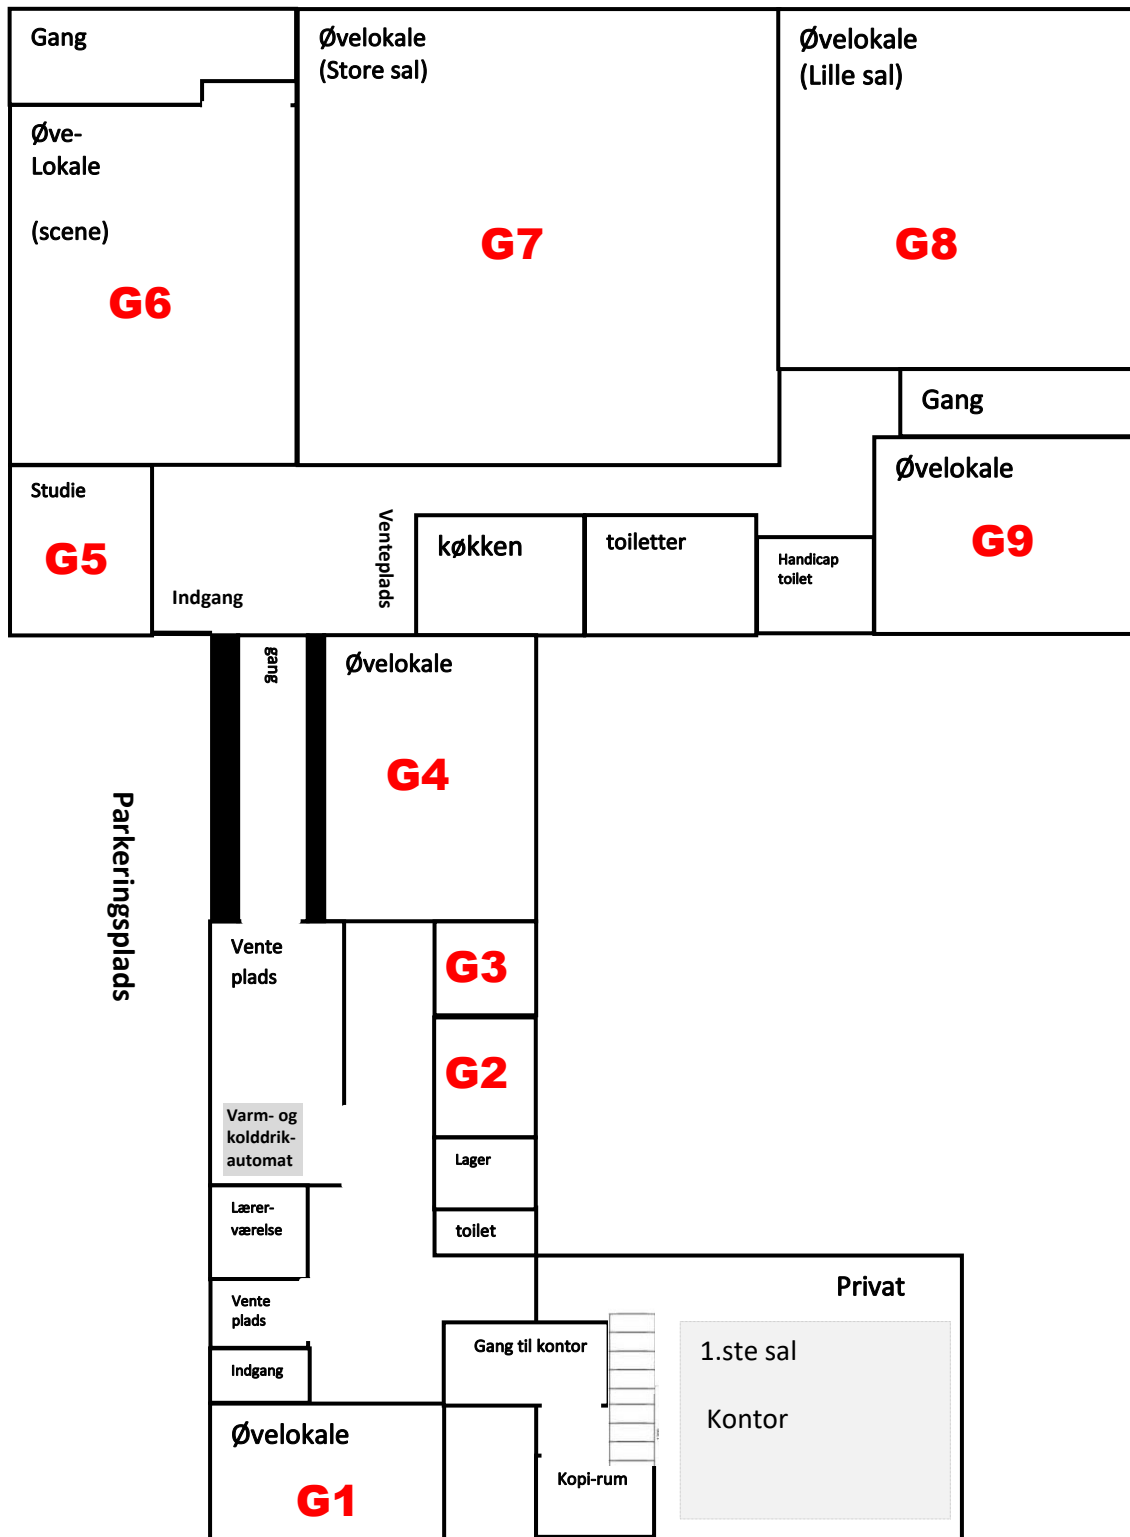 Gang
Øvelokale
(Store sal)
Øvelokale
(Lille sal)
Øve-
Lokale
(scene)
G6
G7
G8
Gang
Studie
G5
Indgang
Venteplads
køkken
toiletter
Handicap
toilet
Øvelokale
G9
gang
Øvelokale
G4
Parkeringsplads
Vente
plads
G3
G2
Varm- og
kolddrik-
automat
Lager
Lærer-
værelse
toilet
Vente
plads
Indgang
Gang til kontor
Privat
1.ste sal
Kontor
Øvelokale
G1
Kopi-rum